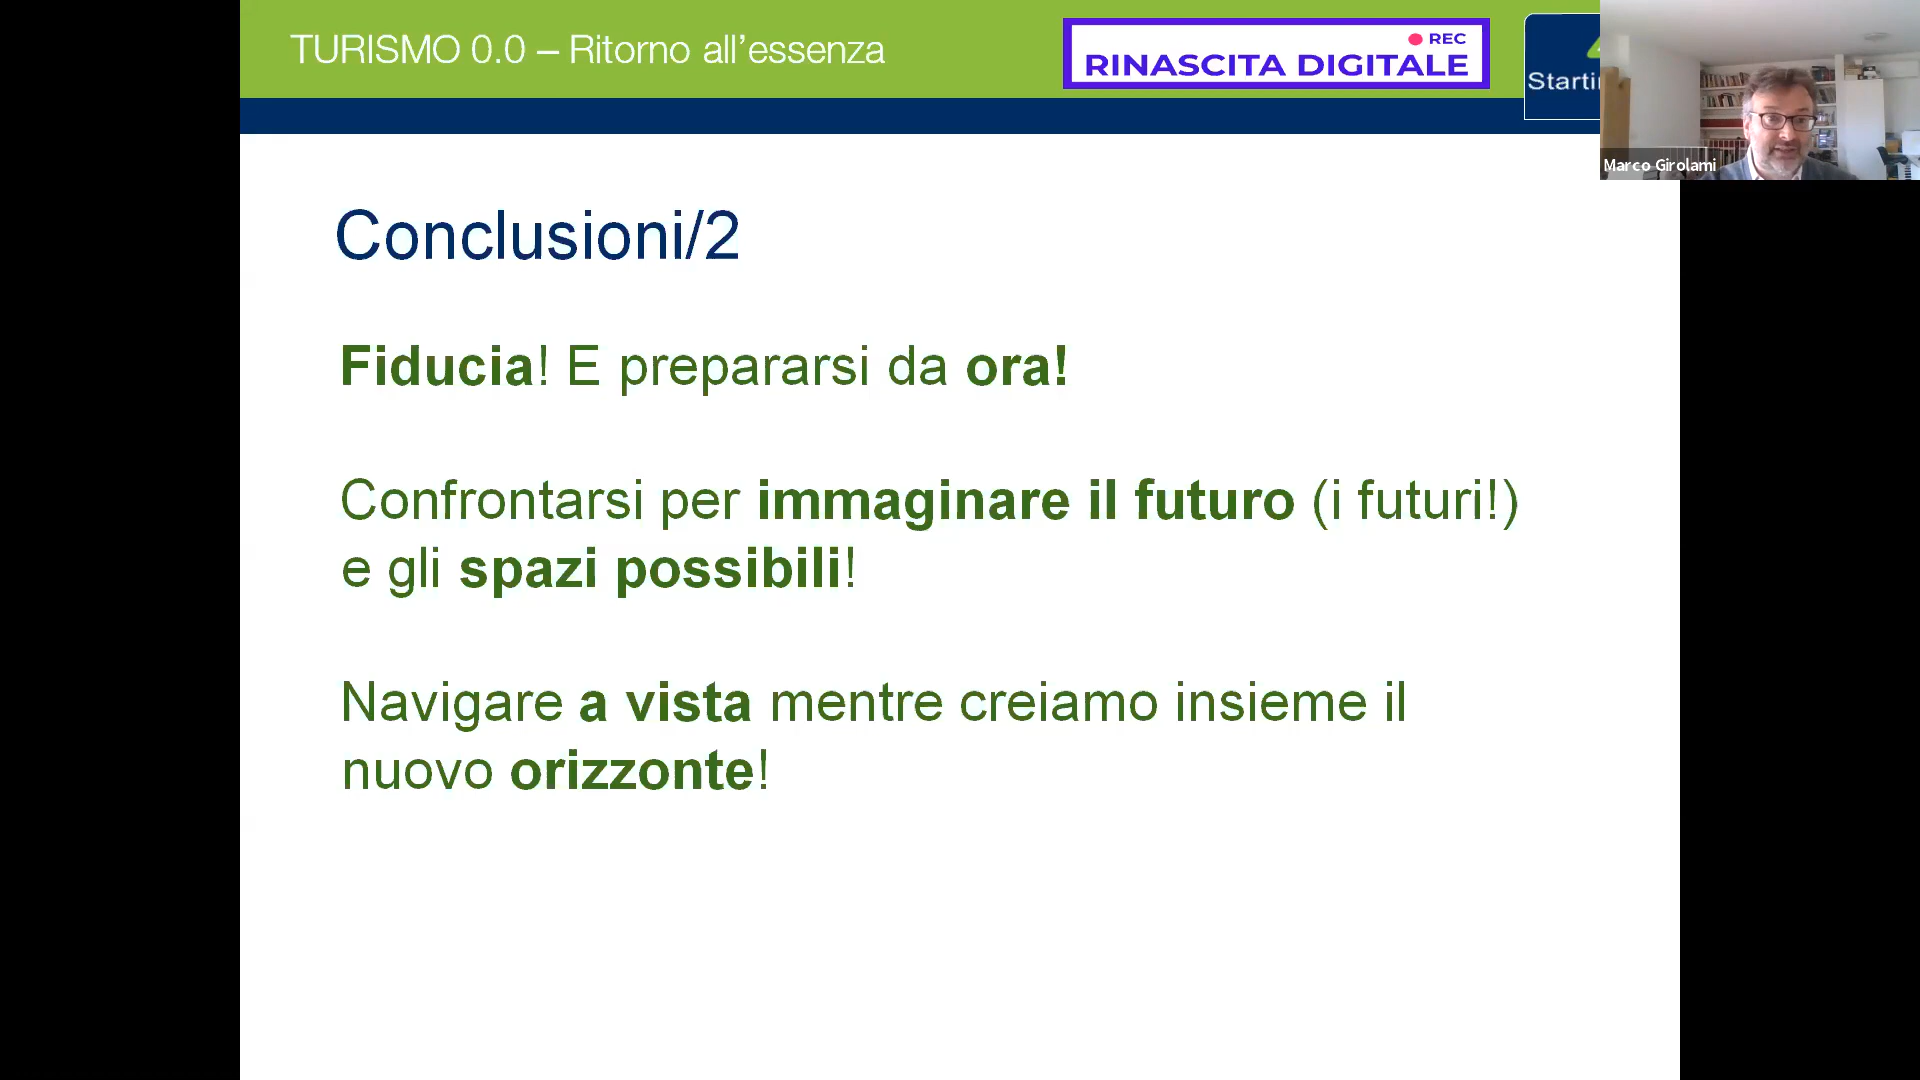 TURISMO 0.0 – Ritorno all’essenza
REC
RINASCITA DIGITALE
Marco Girolami
Conclusioni/2
Fiducia! E prepararsi da ora!
Confrontarsi per immaginare il futuro (i futuri!)
e gli spazi possibili!
Navigare a vista mentre creiamo insieme il
nuovo orizzonte!